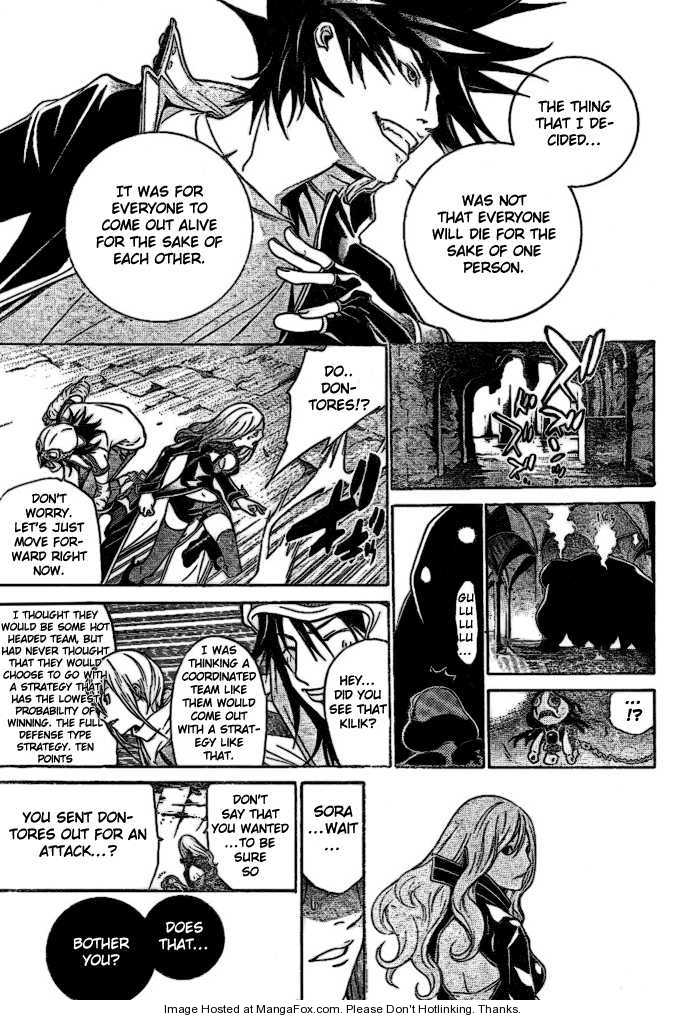 THE THING
THAT I DE-
CIDED...
WAS NOT
THAT EVERYONE
WILL DIE FOR THE
SAKE OF ONE
PERSON.
IT WAS FOR
EVERYONE TO
COME OUT ALIVE
FOR THE SAKE OF
EACH OTHER.
ズズズ
DO..
DON-
TORES!?
ズズズ
DON'T
WORRY.
LET'S JUST
MOVE FOR-
WARD RIGHT
NOW.
GU
LU
LU
LU...
...
!?
HEY...
DID YOU
SEE THAT
KILIK?
I WAS
THINKING A
COORDINATED
TEAM LIKE
THEM WOULD
COME OUT
WITH A STRAT-
EGY LIKE
THAT.
I THOUGHT THEY
WOULD BE SOME HOT
HEADED TEAM, BUT
HAD NEVER THOUGHT
THAT THEY WOULD
CHOOSE TO GO WITH
A STRATEGY THAT
HAS THE LOWEST
PROBABILITY OF
WINNING. THE FULL
DEFENSE TYPE
STRATEGY. TEN
POINTS
SORA
...WAIT
...
DON'T
SAY THAT
YOU WANTED
...TO BE
SURE
SO
YOU SENT DON-
TORES OUT FOR AN
ATTACK...?
DOES
THAT...
BOTHER
YOU?
Image Hosted at MangaFox.com. Please Don't Hotlinking. Thanks.